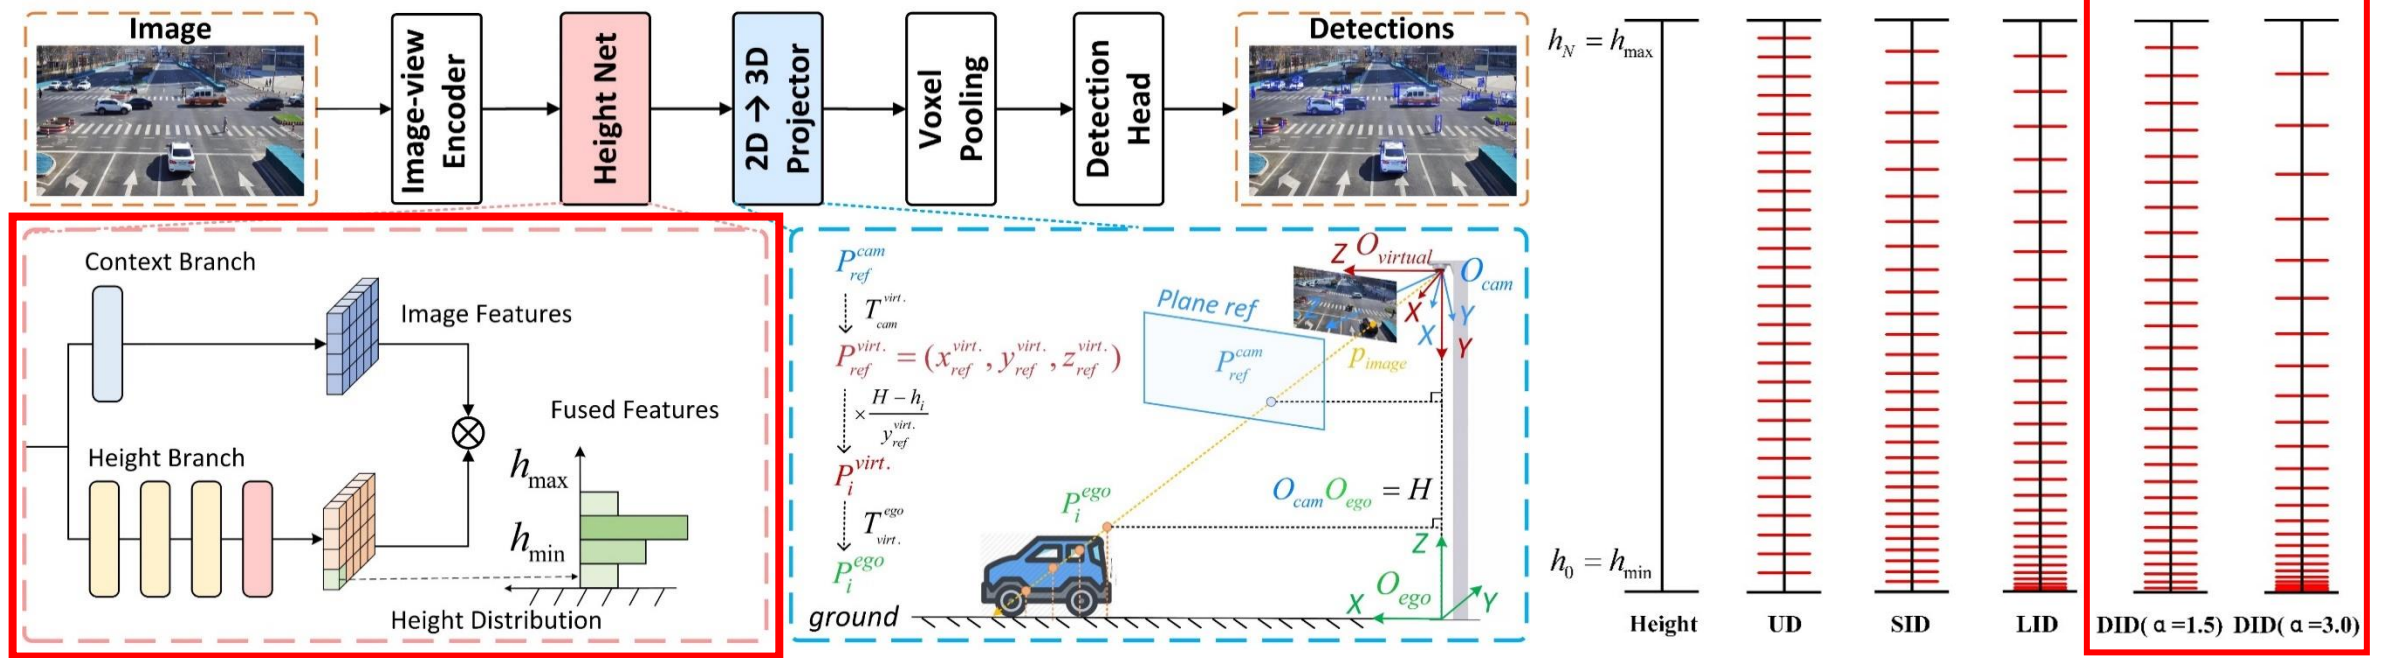 Image
Image-view
Encoder
Height Net
2D → 3D
Projector
Voxel
Pooling
Detection
Head
Detections
Context Branch
Image Features
Fused Features
Height Branch
h_max
h_min
Height Distribution
P_ref^cam
T_cam^virt.
P_ref^virt. = (x_ref^virt., y_ref^virt., z_ref^virt.)
× (H − h_i) / y_ref^virt.
P_i^virt.
T_virt.^ego
P_i^ego
ground
Plane ref
P_ref^cam
p_image
Z O_virtual
O_cam
X
Y
X
Y
P_i^ego
O_cam O_ego = H
Z
X
O_ego
Y
h_N = h_max
h_0 = h_min
Height
UD
SID
LID
DID(α=1.5)
DID(α=3.0)